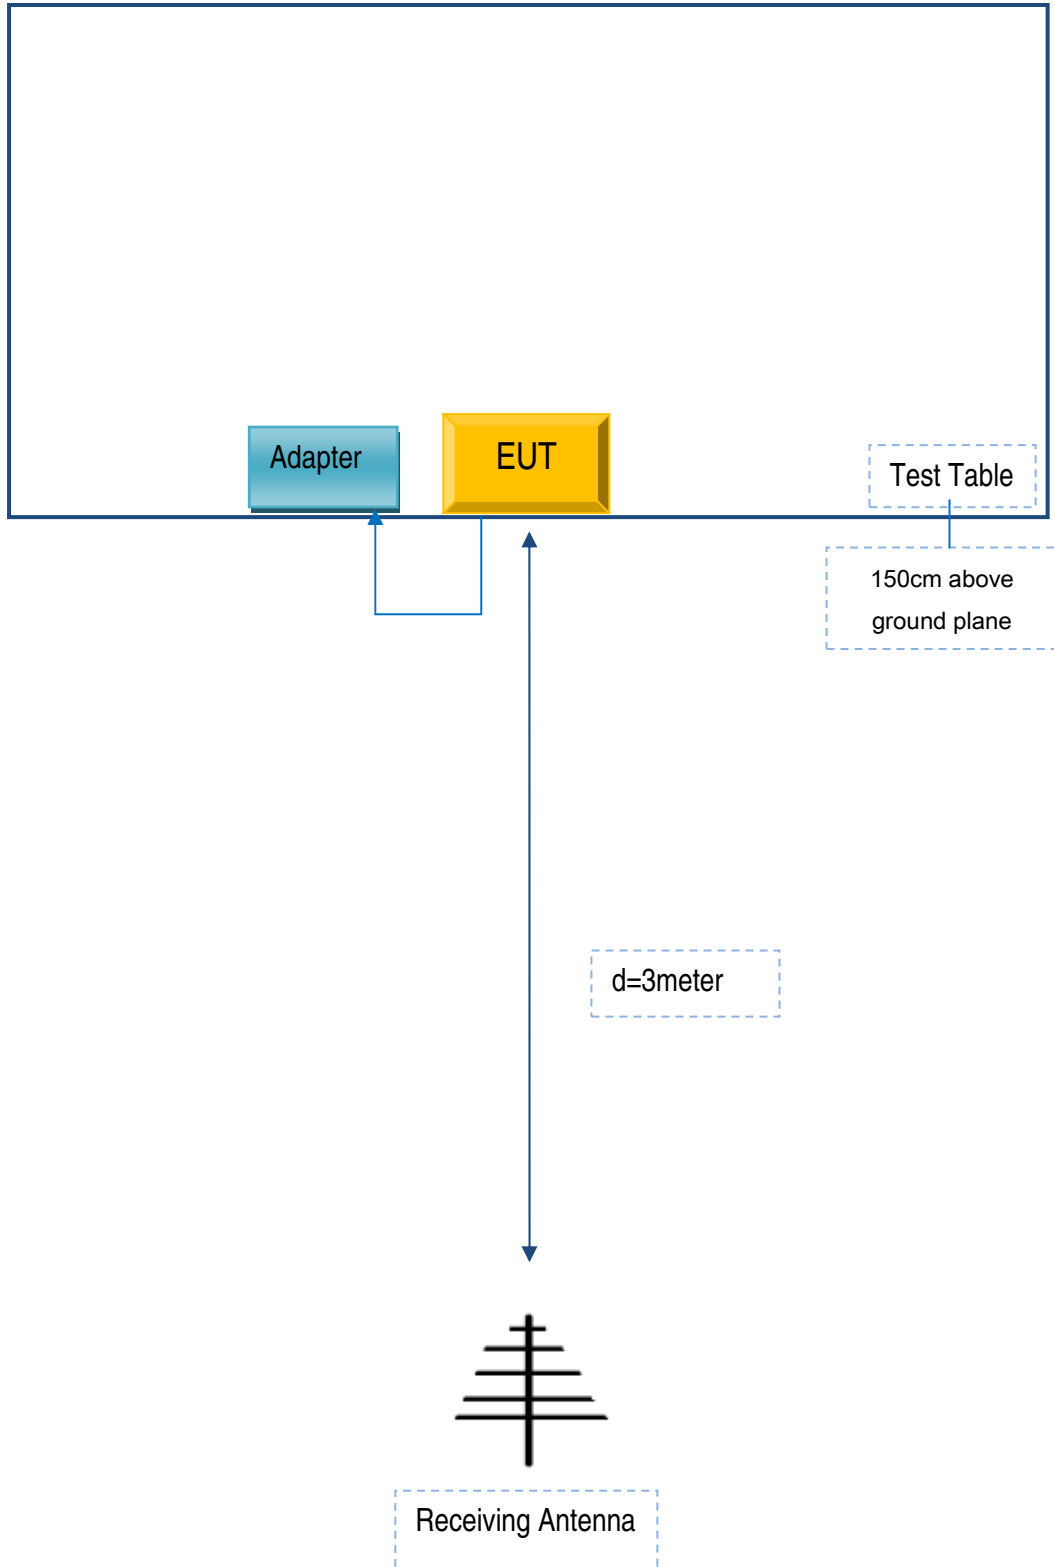 Adapter
EUT
Test Table
150cm above
ground plane
d=3meter
Receiving Antenna